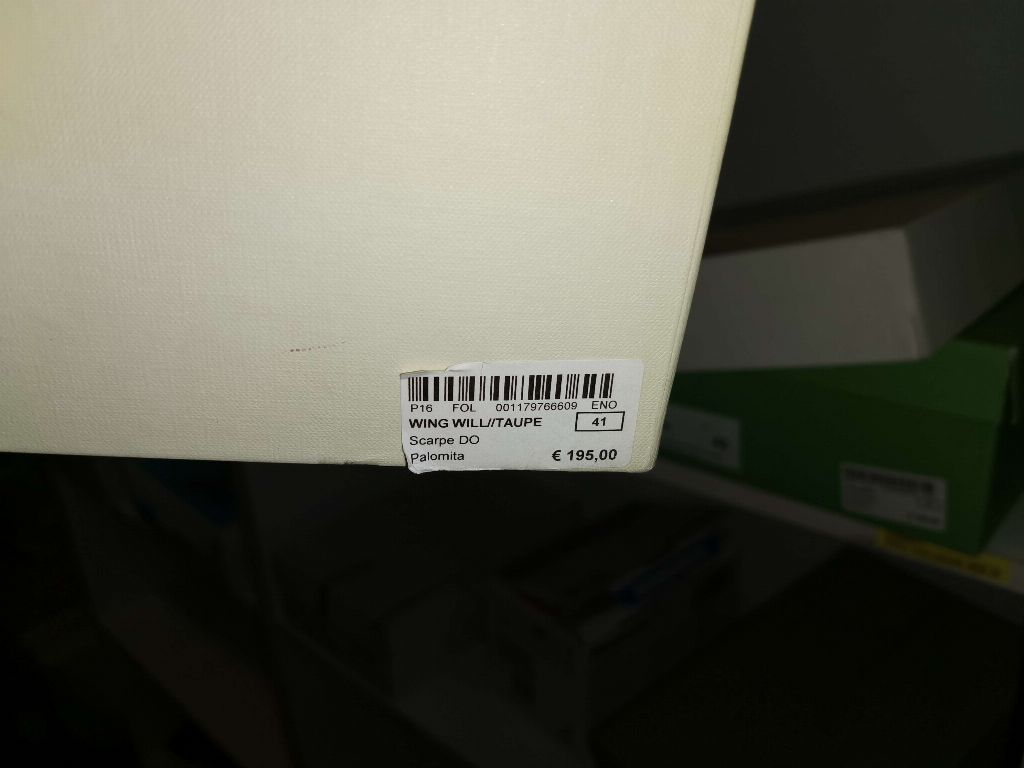 P16 FOL 001179766609 ENO
WING WILL//TAUPE 41
Scarpe DO
Palomita € 195,00